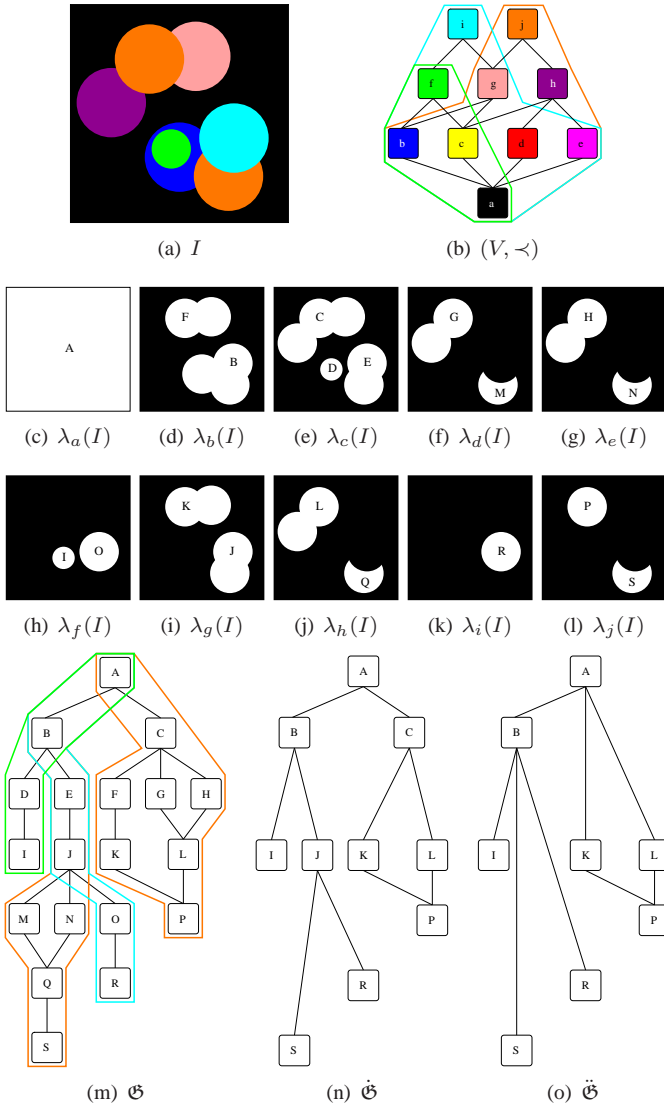 i j
f g h
b c d e
a
(a) I (b) (V, ≺)
A F B C D E G M H N
(c) λa(I) (d) λb(I) (e) λc(I) (f) λd(I) (g) λe(I)
I O K J L Q R P S
(h) λf(I) (i) λg(I) (j) λh(I) (k) λi(I) (l) λj(I)
A A A
B C B C B
D E F G H
I J K L I J K L I K L
M N O P P P
Q R R R
S S S
(m) 𝔊 (n) 𝔊̇ (o) 𝔊̈